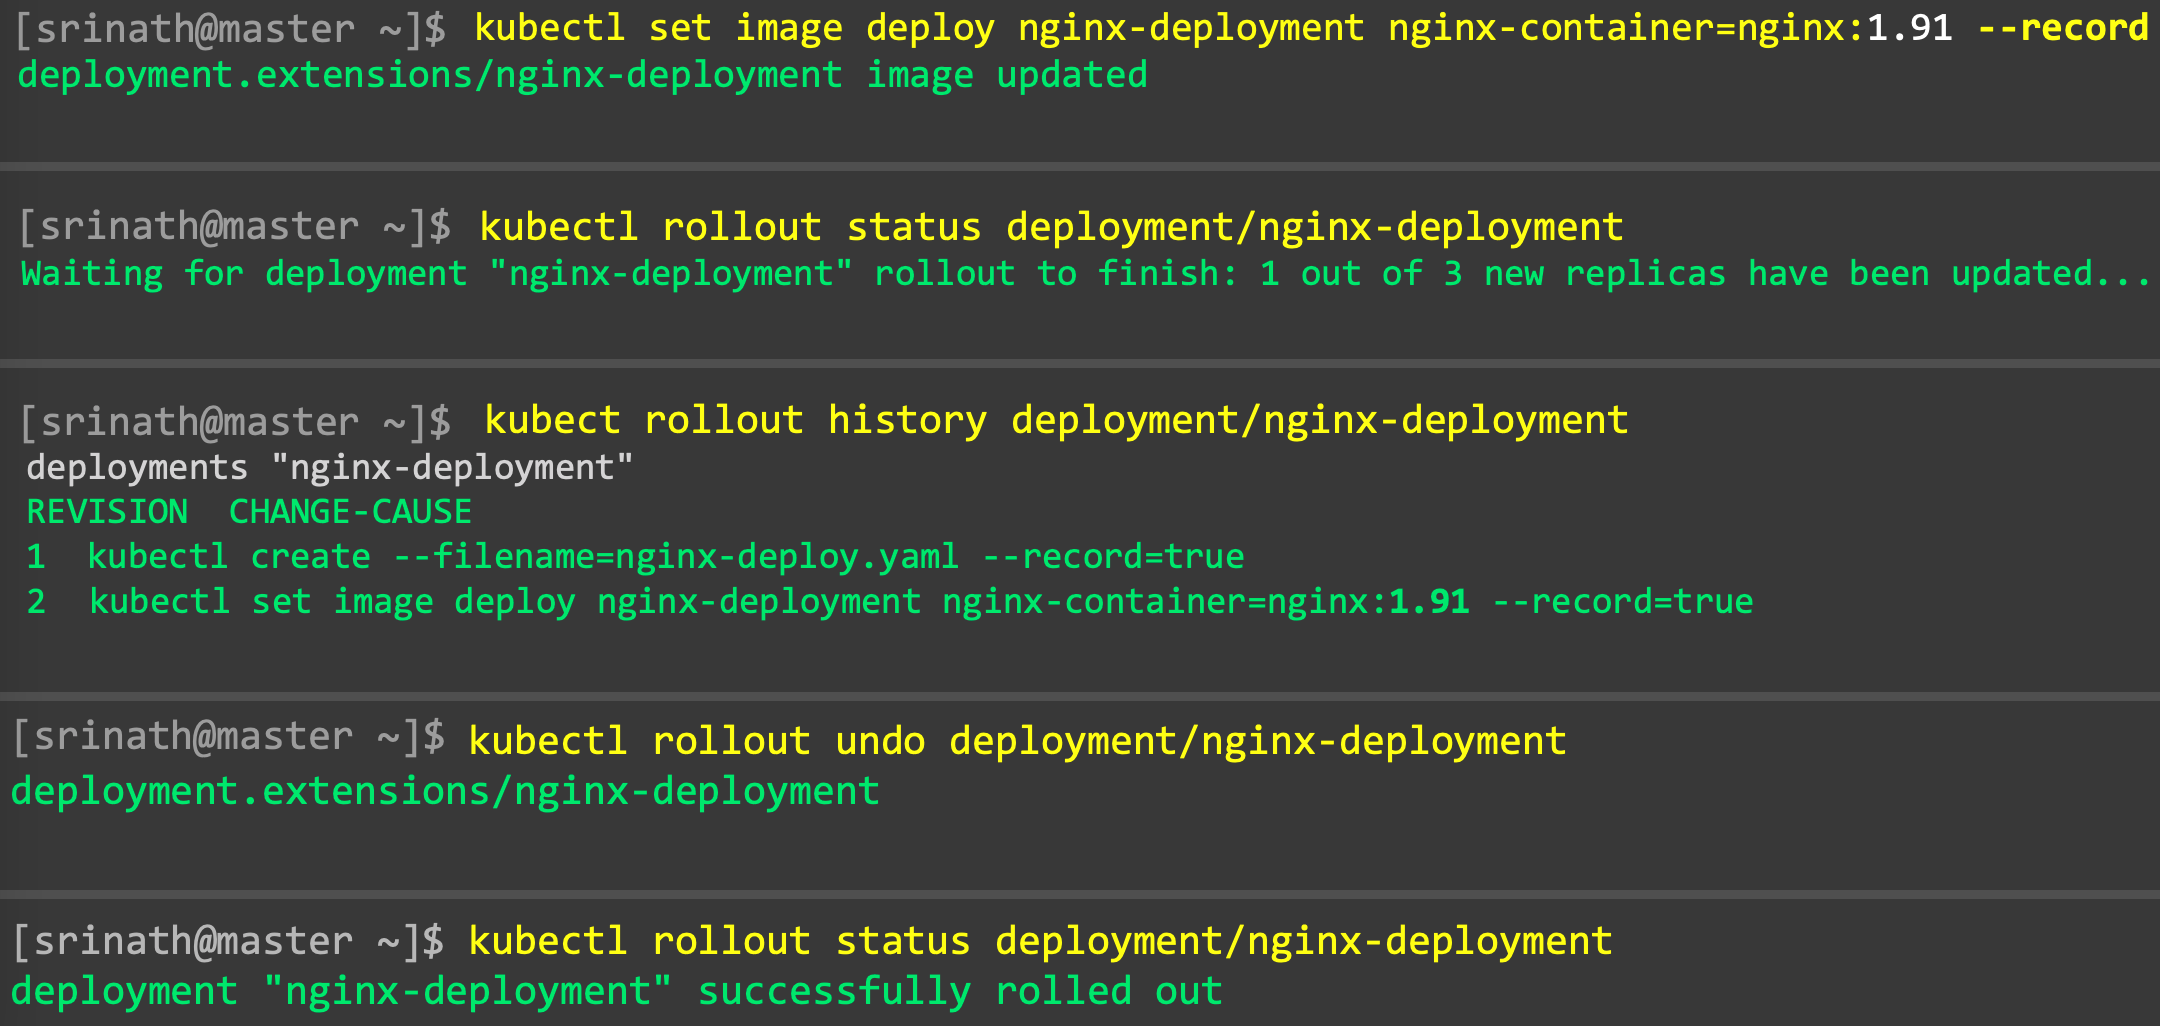 [srinath@master ~]$ kubectl set image deploy nginx-deployment nginx-container=nginx:1.91 --record
deployment.extensions/nginx-deployment image updated
[srinath@master ~]$ kubectl rollout status deployment/nginx-deployment
Waiting for deployment "nginx-deployment" rollout to finish: 1 out of 3 new replicas have been updated...
[srinath@master ~]$ kubect rollout history deployment/nginx-deployment
deployments "nginx-deployment"
REVISION  CHANGE-CAUSE
1  kubectl create --filename=nginx-deploy.yaml --record=true
2  kubectl set image deploy nginx-deployment nginx-container=nginx:1.91 --record=true
[srinath@master ~]$ kubectl rollout undo deployment/nginx-deployment
deployment.extensions/nginx-deployment
[srinath@master ~]$ kubectl rollout status deployment/nginx-deployment
deployment "nginx-deployment" successfully rolled out